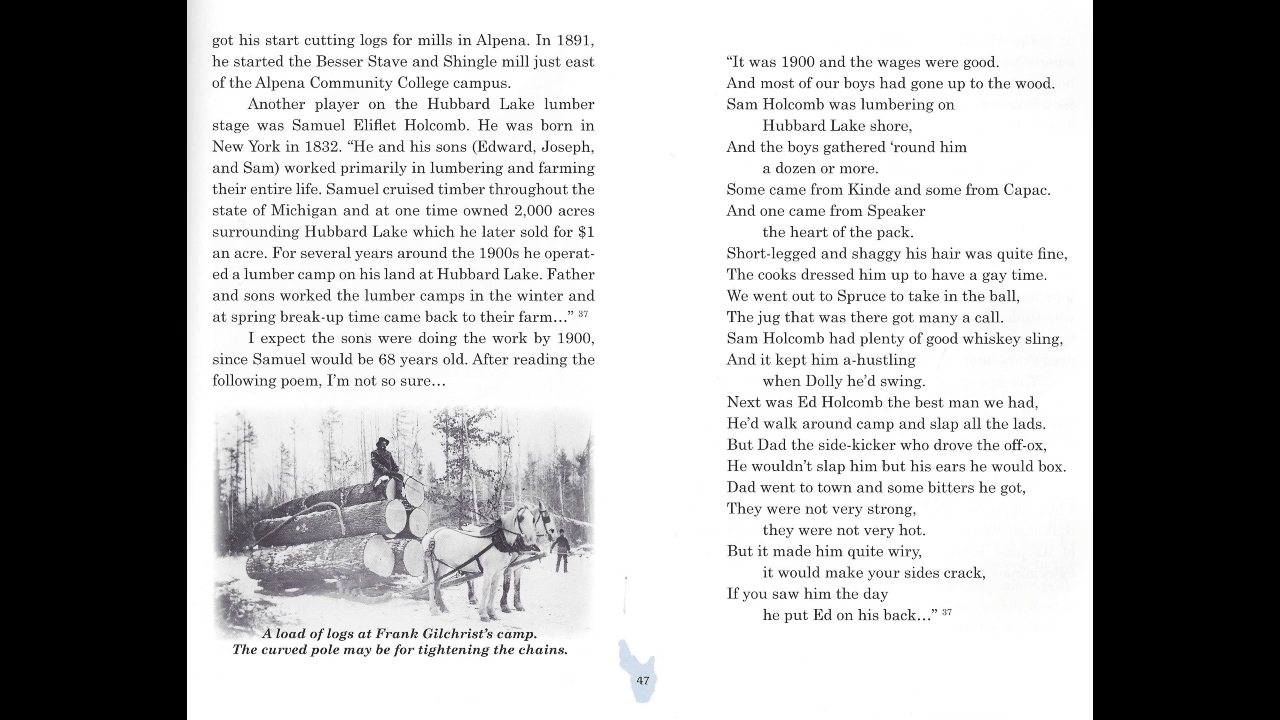 got his start cutting logs for mills in Alpena. In 1891,
he started the Besser Stave and Shingle mill just east
of the Alpena Community College campus.
Another player on the Hubbard Lake lumber
stage was Samuel Eliflet Holcomb. He was born in
New York in 1832. “He and his sons (Edward, Joseph,
and Sam) worked primarily in lumbering and farming
their entire life. Samuel cruised timber throughout the
state of Michigan and at one time owned 2,000 acres
surrounding Hubbard Lake which he later sold for $1
an acre. For several years around the 1900s he operat-
ed a lumber camp on his land at Hubbard Lake. Father
and sons worked the lumber camps in the winter and
at spring break-up time came back to their farm…” 37
I expect the sons were doing the work by 1900,
since Samuel would be 68 years old. After reading the
following poem, I’m not so sure…
A load of logs at Frank Gilchrist’s camp.
The curved pole may be for tightening the chains.
“It was 1900 and the wages were good.
And most of our boys had gone up to the wood.
Sam Holcomb was lumbering on
Hubbard Lake shore,
And the boys gathered ‘round him
a dozen or more.
Some came from Kinde and some from Capac.
And one came from Speaker
the heart of the pack.
Short-legged and shaggy his hair was quite fine,
The cooks dressed him up to have a gay time.
We went out to Spruce to take in the ball,
The jug that was there got many a call.
Sam Holcomb had plenty of good whiskey sling,
And it kept him a-hustling
when Dolly he’d swing.
Next was Ed Holcomb the best man we had,
He’d walk around camp and slap all the lads.
But Dad the side-kicker who drove the off-ox,
He wouldn’t slap him but his ears he would box.
Dad went to town and some bitters he got,
They were not very strong,
they were not very hot.
But it made him quite wiry,
it would make your sides crack,
If you saw him the day
he put Ed on his back…” 37
47